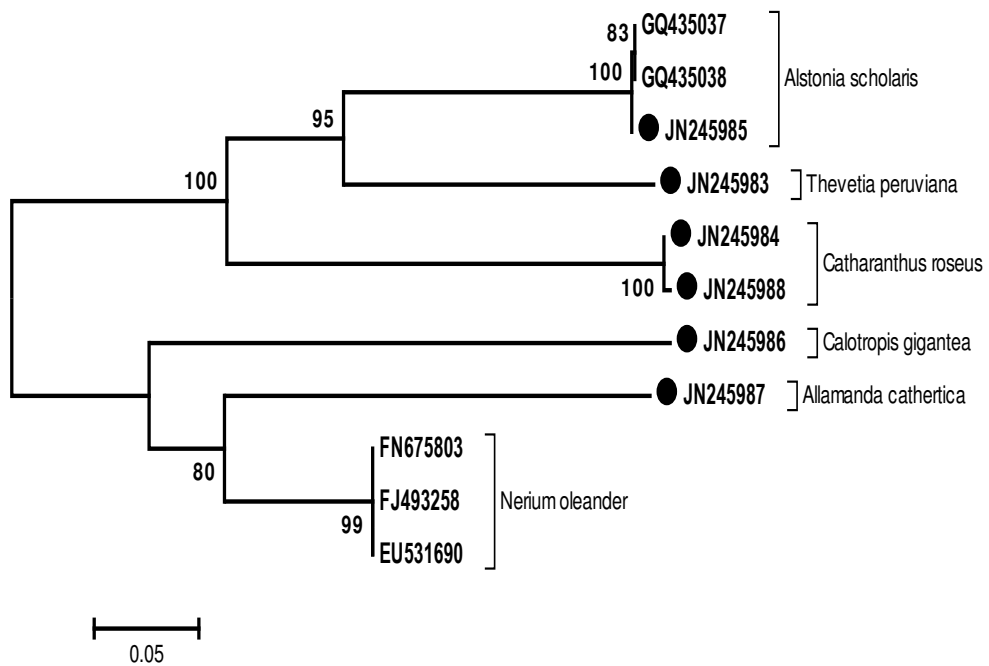 83
GQ435037
100
GQ435038
Alstonia scholaris
95
JN245985
100
JN245983
Thevetia peruviana
JN245984
Catharanthus roseus
100
JN245988
JN245986
Calotropis gigantea
JN245987
Allamanda cathertica
FN675803
80
FJ493258
Nerium oleander
99
EU531690
0.05